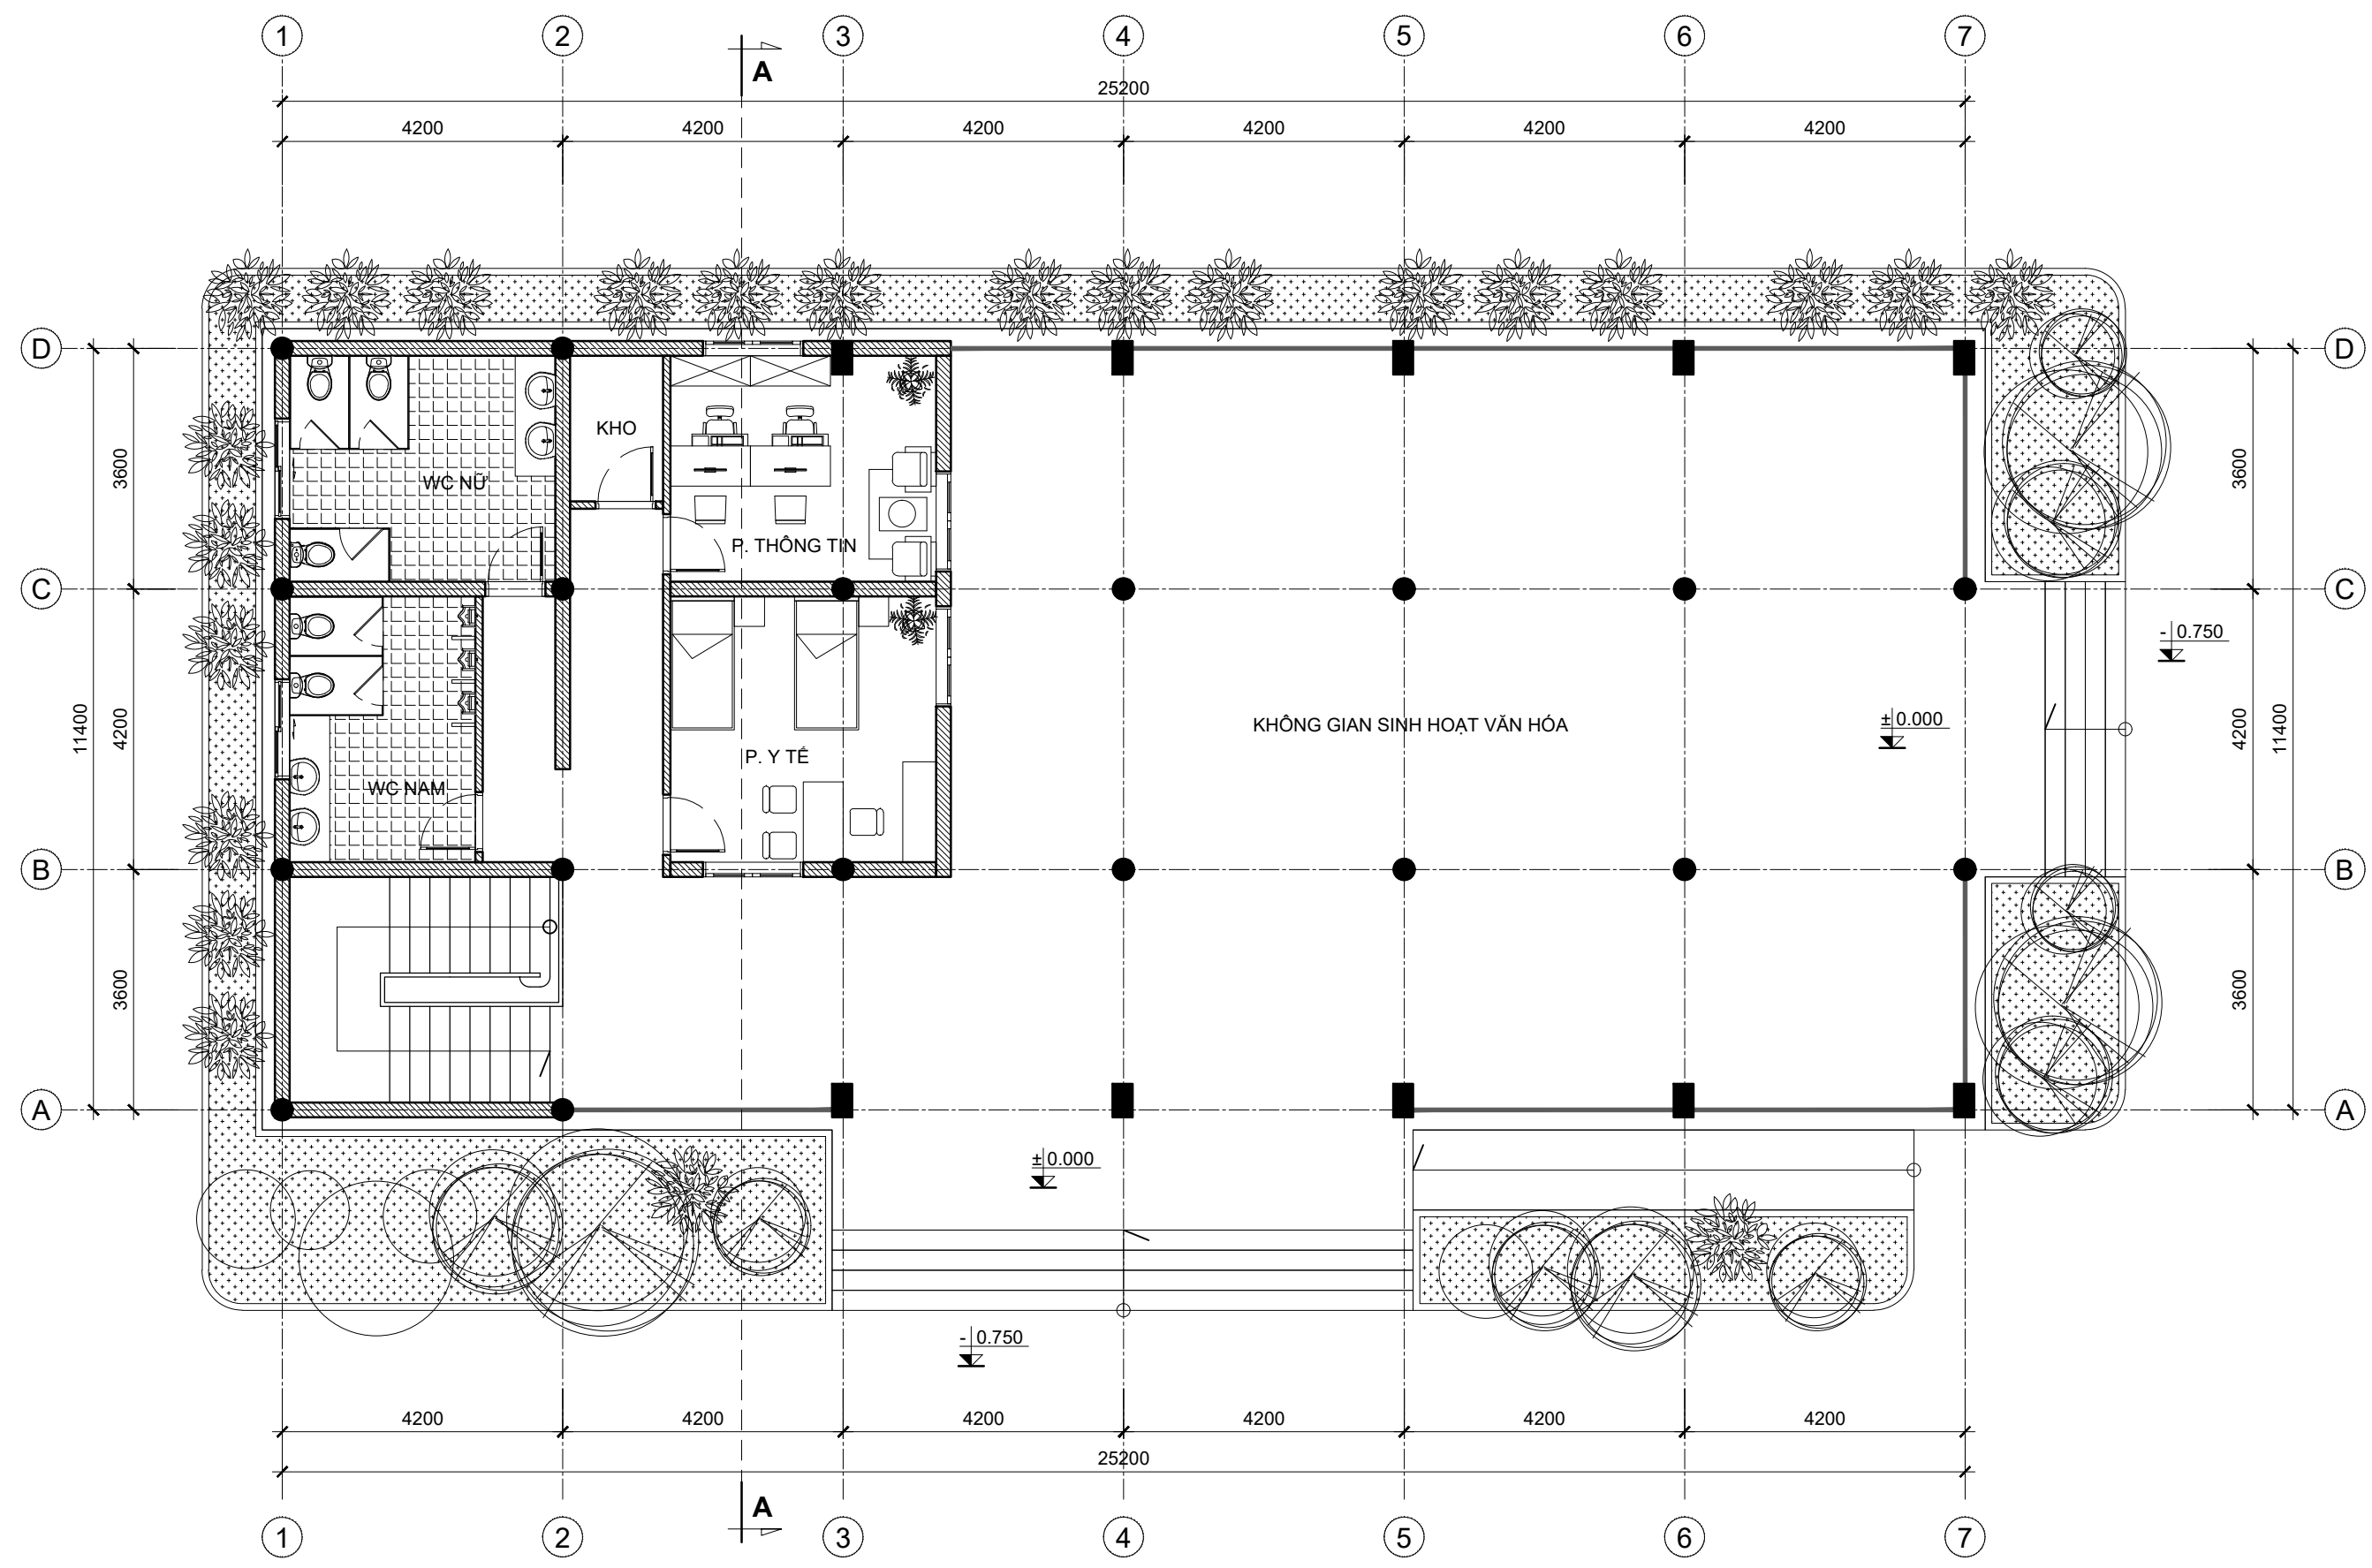 1 2 3 4 5 6 7
A
25200
4200 4200 4200 4200 4200 4200
D D
KHO
3600 3600
WC NỮ
P. THÔNG TIN
C C
- 0.750
± 0.000
KHÔNG GIAN SINH HOẠT VĂN HÓA
11400 4200 4200 11400
P. Y TẾ
WC NAM
B B
3600 3600
A A
± 0.000
- 0.750
4200 4200 4200 4200 4200 4200
25200
A
1 2 3 4 5 6 7